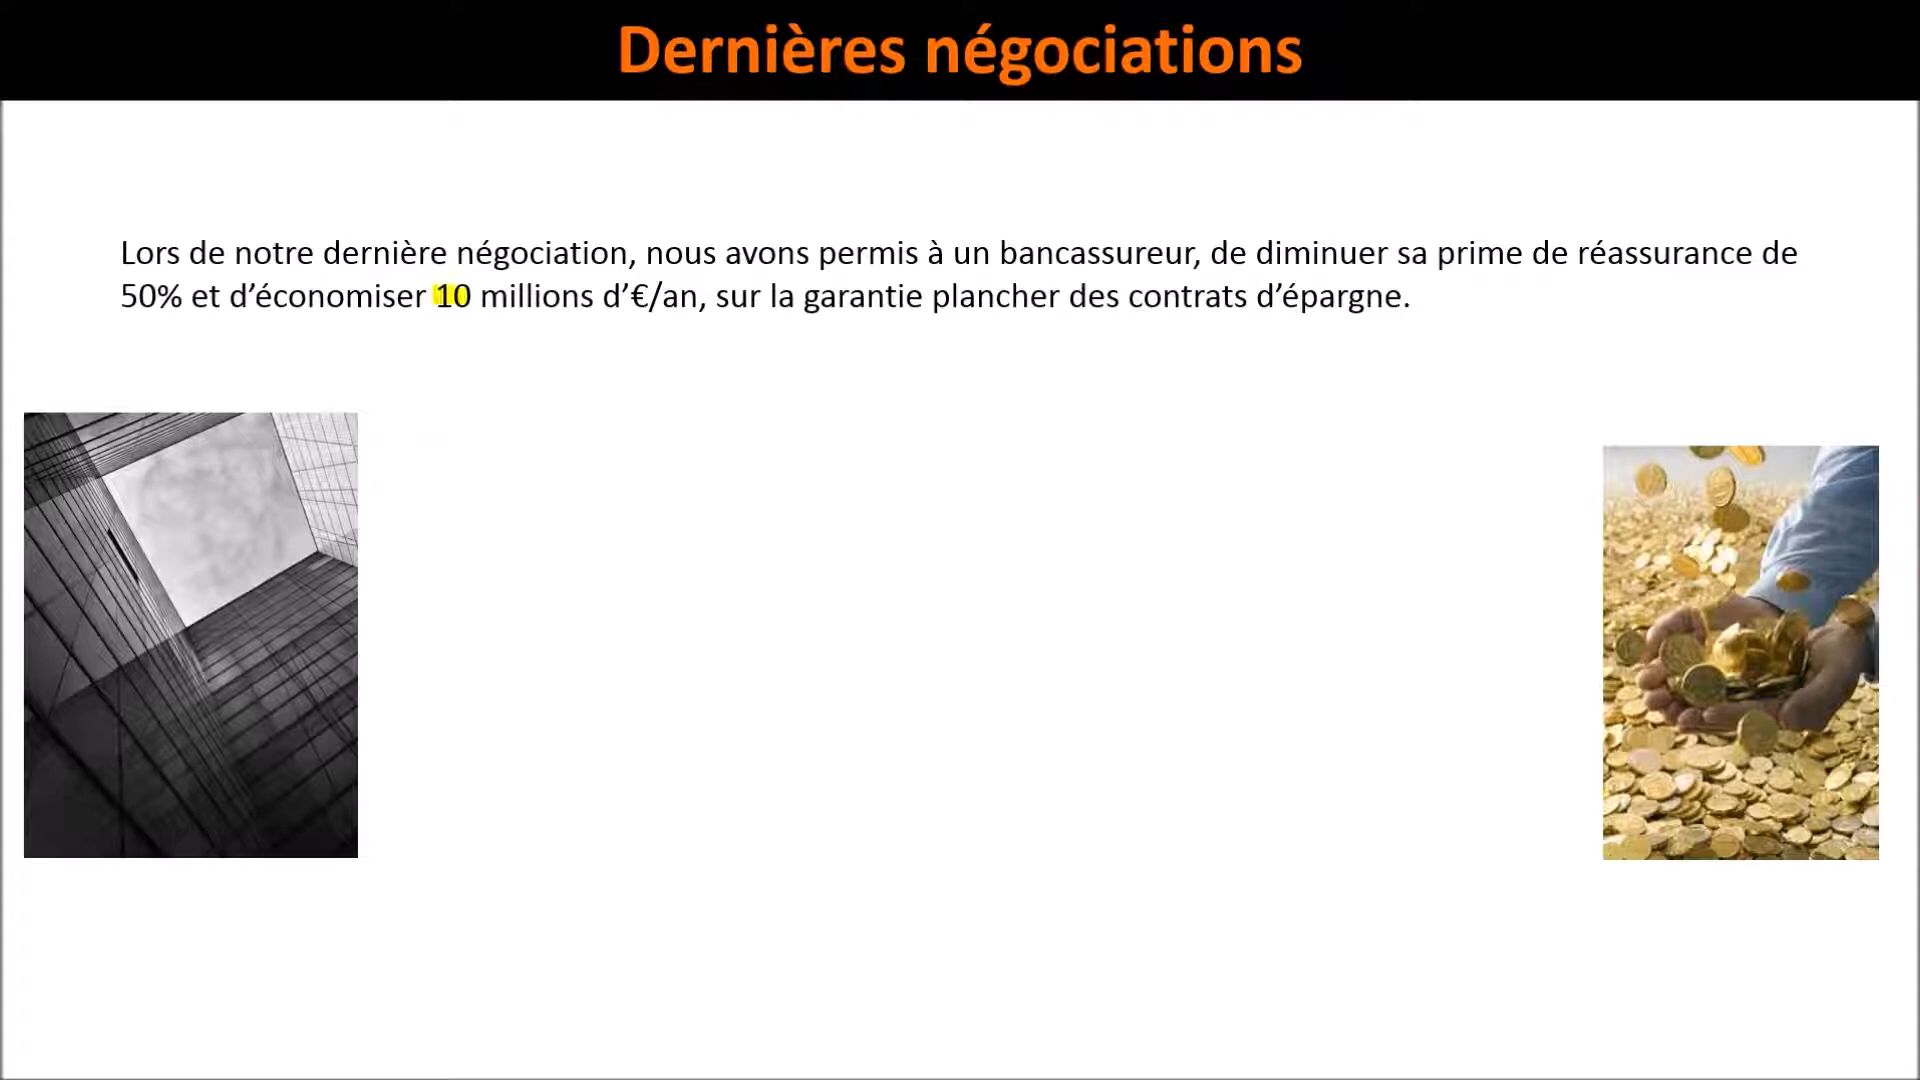 Dernières négociations
Lors de notre dernière négociation, nous avons permis à un bancassureur, de diminuer sa prime de réassurance de
50% et d’économiser 10 millions d’€/an, sur la garantie plancher des contrats d’épargne.